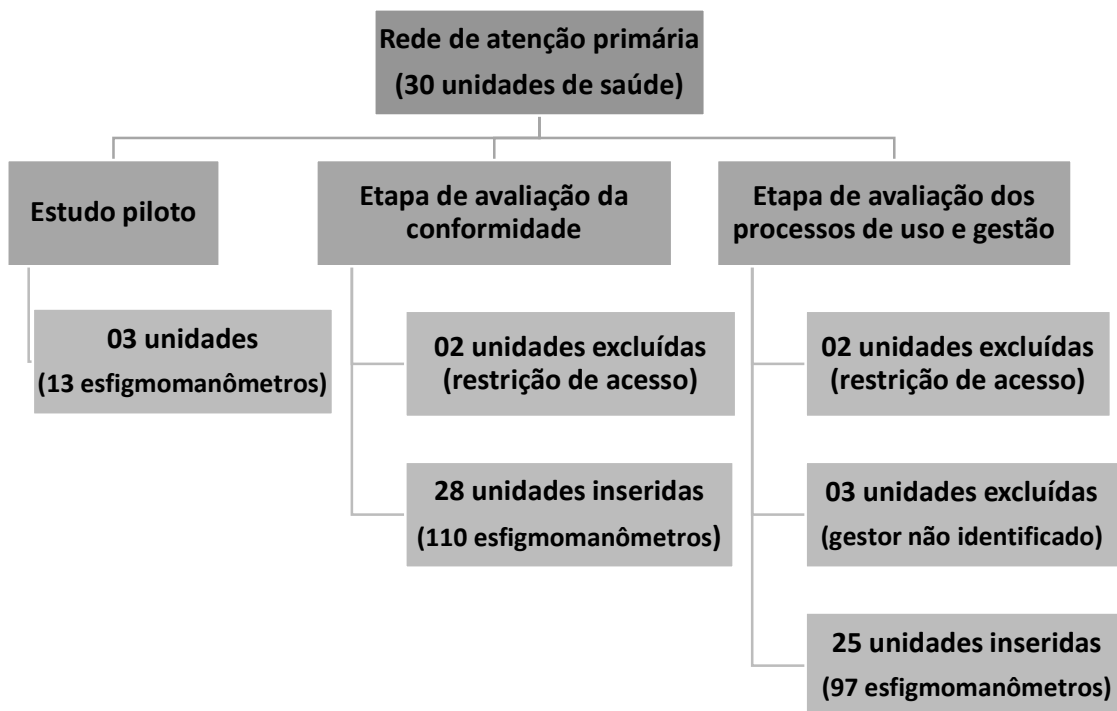 Rede de atenção primária
(30 unidades de saúde)
Estudo piloto
03 unidades
(13 esfigmomanômetros)
Etapa de avaliação da
conformidade
02 unidades excluídas
(restrição de acesso)
28 unidades inseridas
(110 esfigmomanômetros)
Etapa de avaliação dos
processos de uso e gestão
02 unidades excluídas
(restrição de acesso)
03 unidades excluídas
(gestor não identificado)
25 unidades inseridas
(97 esfigmomanômetros)